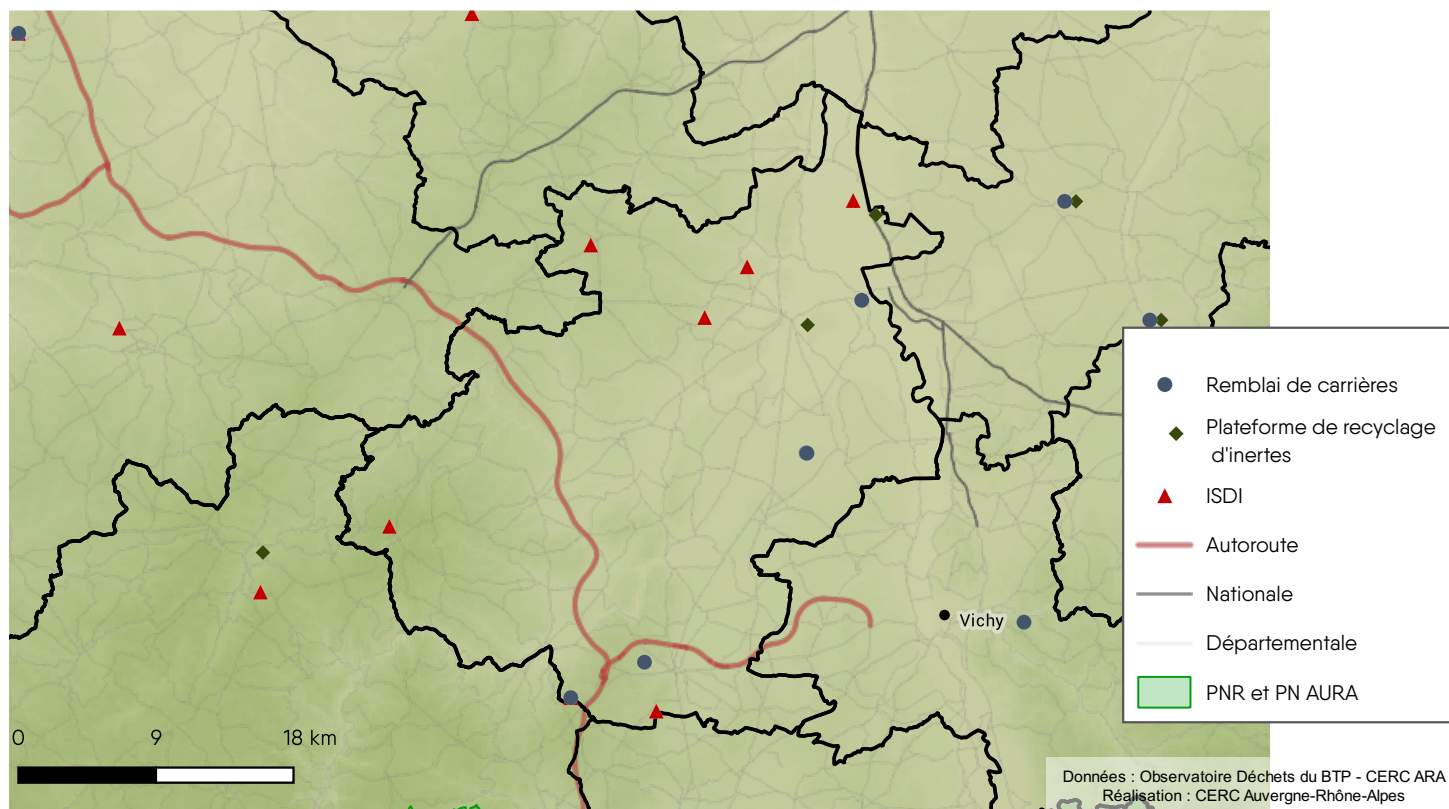 Remblai de carrières
Plateforme de recyclage
d'inertes
ISDI
Autoroute
Nationale
Vichy
Départementale
PNR et PN AURA
0 9 18 km
Données : Observatoire Déchets du BTP - CERC ARA
Réalisation : CERC Auvergne-Rhône-Alpes